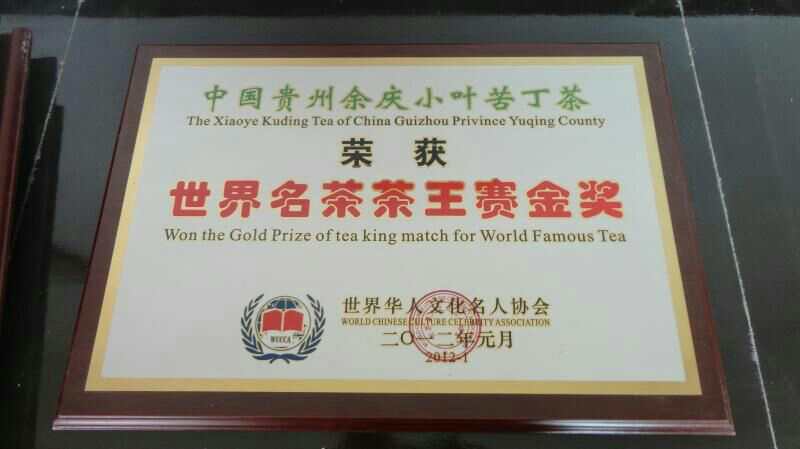 中国贵州余庆小叶苦丁茶
The Xiaoye Kuding Tea of China Guizhou Privince Yuqing County
荣 获
世界名茶茶王赛金奖
Won the Gold Prize of tea king match for World Famous Tea
WCCCA
世界华人文化名人协会
WORLD CHINESE CULTURE CELEBRITY ASSOCIATION
二〇一二年元月
2012-1